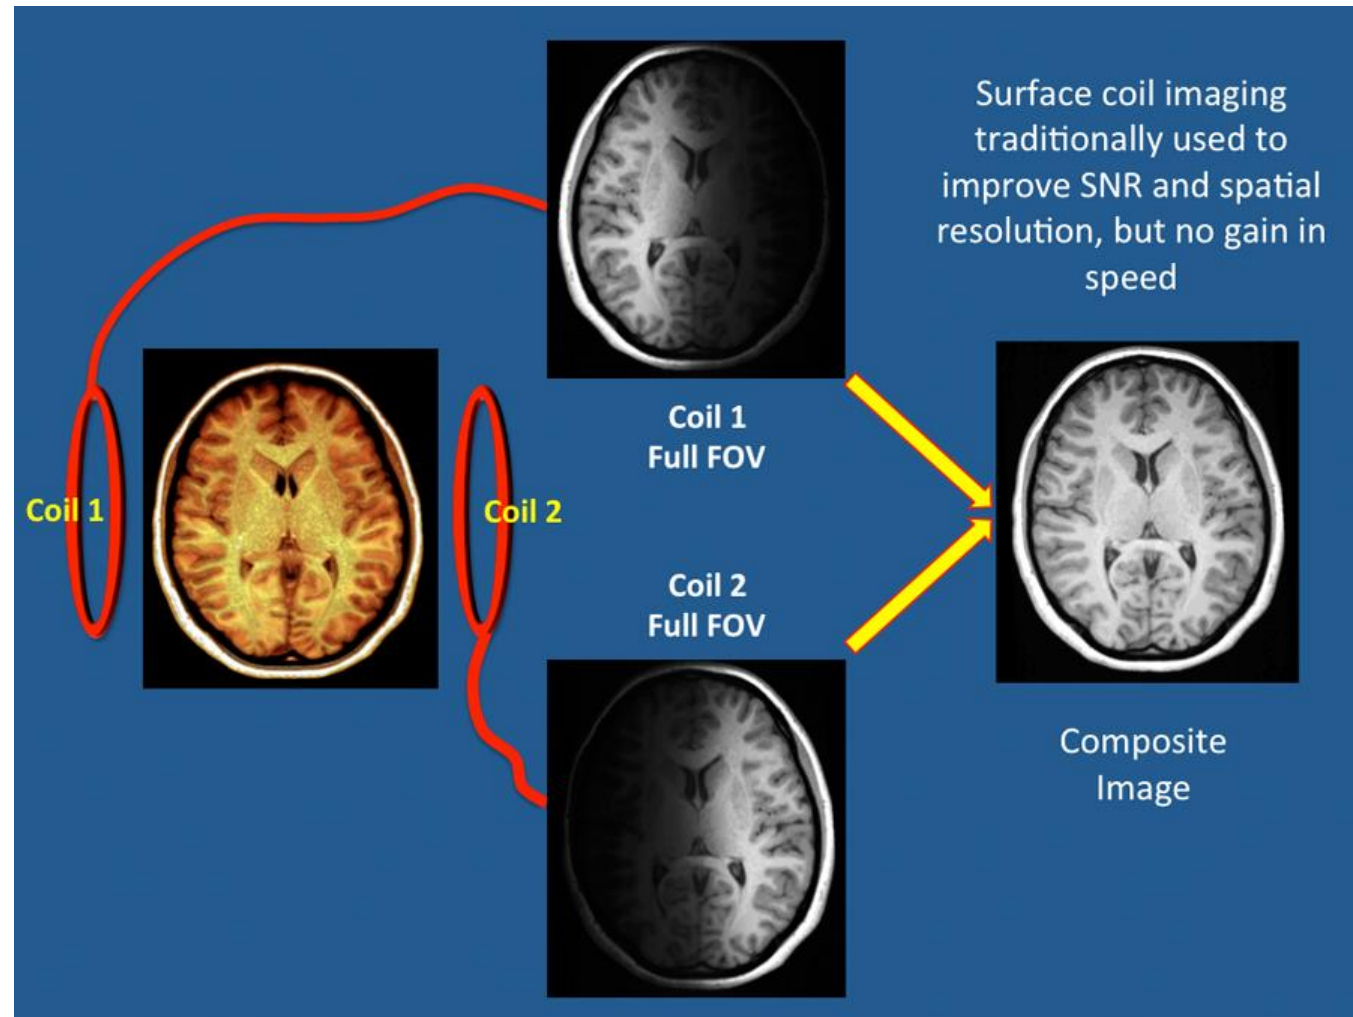 Surface coil imaging
traditionally used to
improve SNR and spatial
resolution, but no gain in
speed
Coil 1
Full FOV
Coil 1
Coil 2
Coil 2
Full FOV
Composite
Image